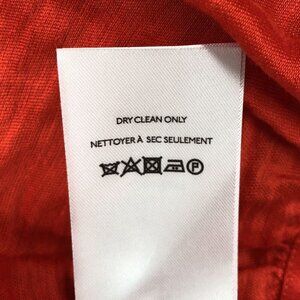 DRY CLEAN ONLY
NETTOYER À SEC SEULEMENT
P